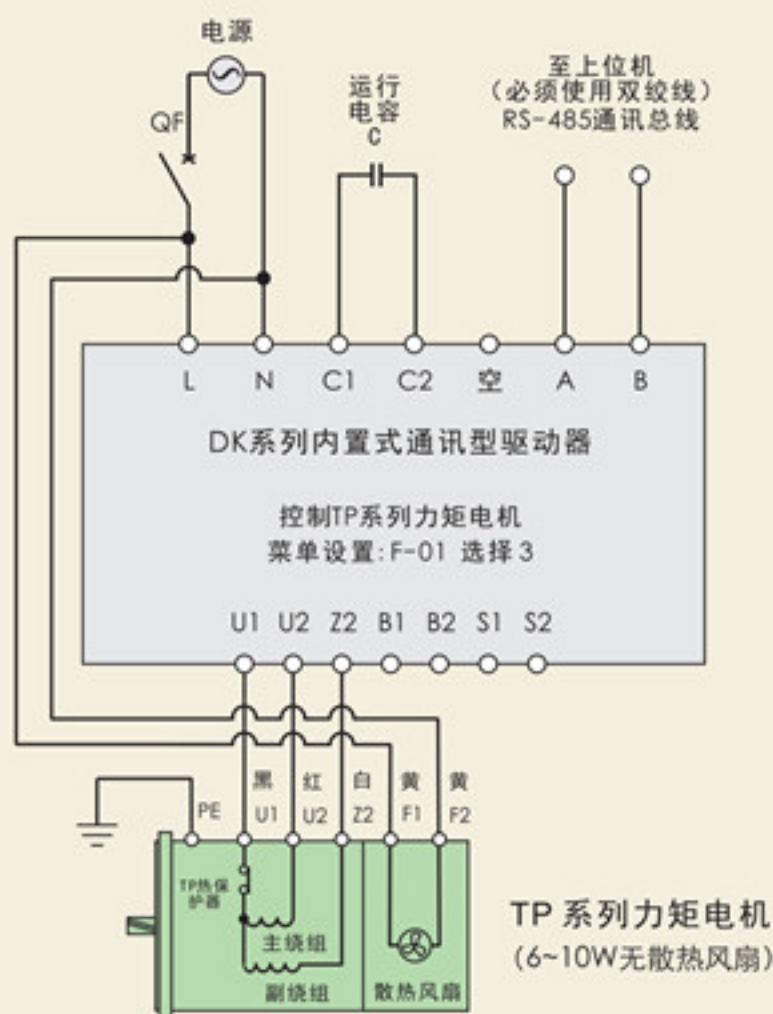 电源
QF
运行
电容
C
至上位机
（必须使用双绞线）
RS-485通讯总线
L N C1 C2 空 A B
DK系列内置式通讯型驱动器
控制TP系列力矩电机
菜单设置:F-01 选择3
U1 U2 Z2 B1 B2 S1 S2
黑 红 白 黄 黄
PE U1 U2 Z2 F1 F2
TP热保
护器
主绕组
副绕组
散热风扇
TP 系列力矩电机
(6~10W无散热风扇)